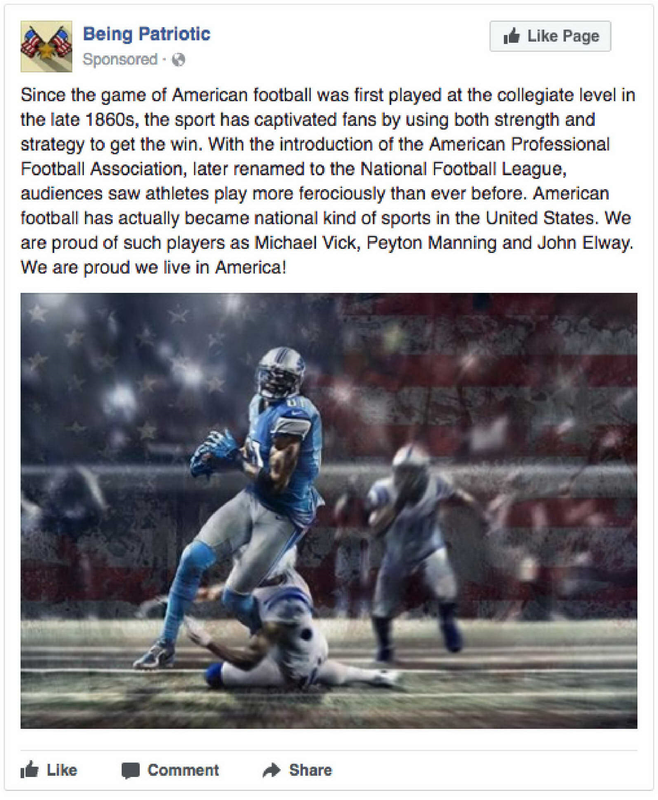 Being Patriotic
Like Page
Sponsored ·
Since the game of American football was first played at the collegiate level in
the late 1860s, the sport has captivated fans by using both strength and
strategy to get the win. With the introduction of the American Professional
Football Association, later renamed to the National Football League,
audiences saw athletes play more ferociously than ever before. American
football has actually became national kind of sports in the United States. We
are proud of such players as Michael Vick, Peyton Manning and John Elway.
We are proud we live in America!
Like
Comment
Share